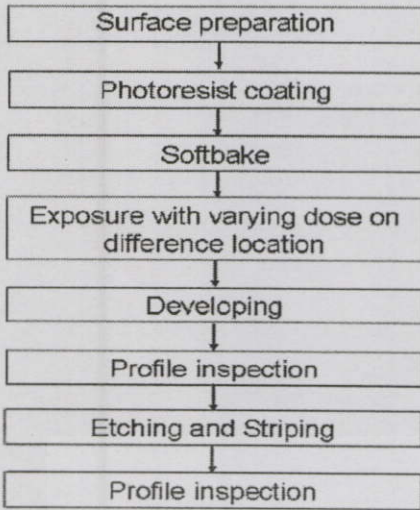 Surface preparation
Photoresist coating
Softbake
Exposure with varying dose on
difference location
Developing
Profile inspection
Etching and Striping
Profile inspection